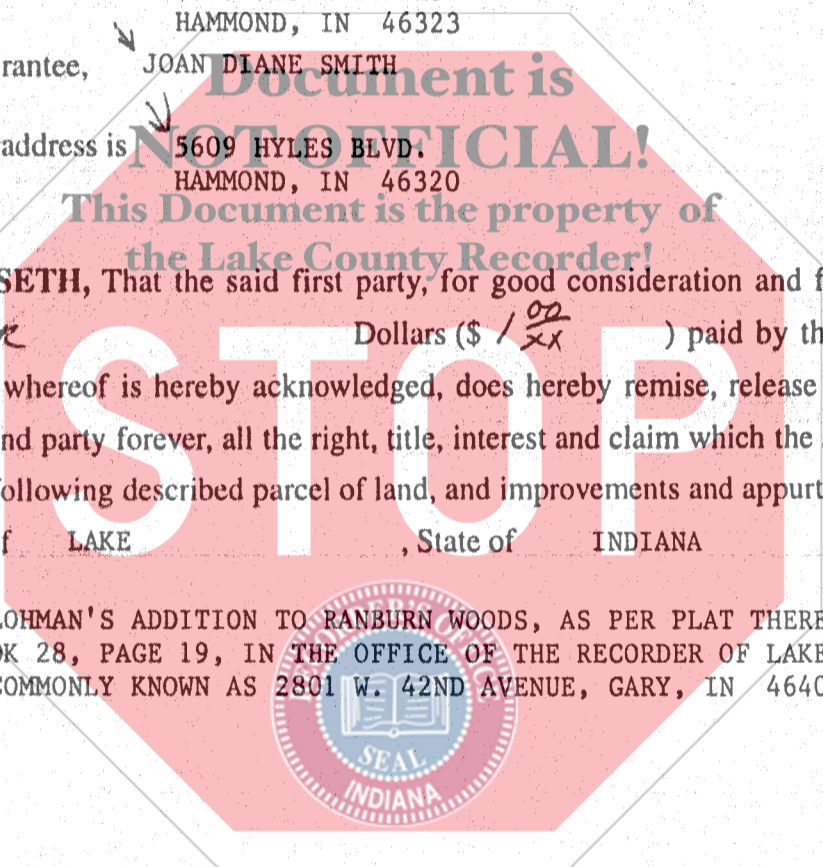 HAMMOND, IN 46323
rantee, JOAN DIANE SMITH
Document is
address is 5609 HYLES BLVD.
NOT OFFICIAL!
HAMMOND, IN 46320
This Document is the property of
the Lake County Recorder!
SETH, That the said first party, for good consideration and f
Dollars ($ 1 00/xx ) paid by th
whereof is hereby acknowledged, does hereby remise, release
nd party forever, all the right, title, interest and claim which the
following described parcel of land, and improvements and appurt
f LAKE , State of INDIANA
STOP
LOHMAN'S ADDITION TO RANBURN WOODS, AS PER PLAT THERE
OK 28, PAGE 19, IN THE OFFICE OF THE RECORDER OF LAKE
COMMONLY KNOWN AS 2801 W. 42ND AVENUE, GARY, IN 4640
SEAL
INDIANA